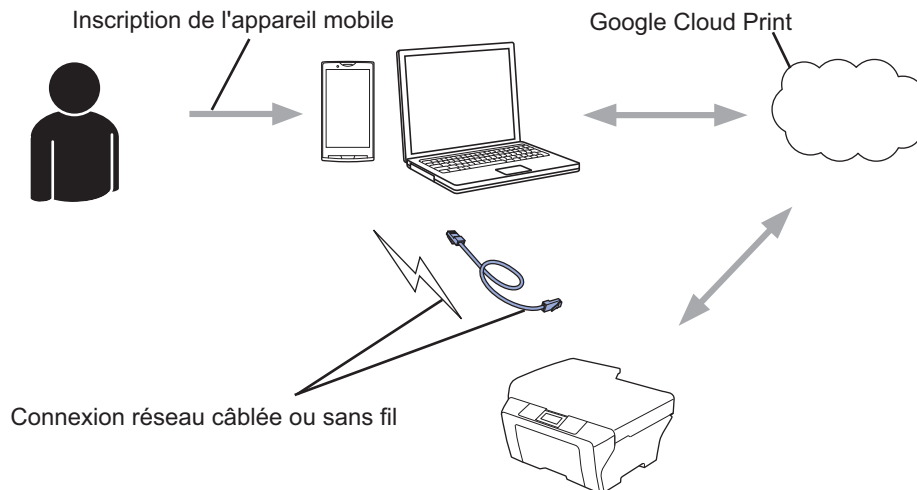 Inscription de l'appareil mobile
Google Cloud Print
Connexion réseau câblée ou sans fil